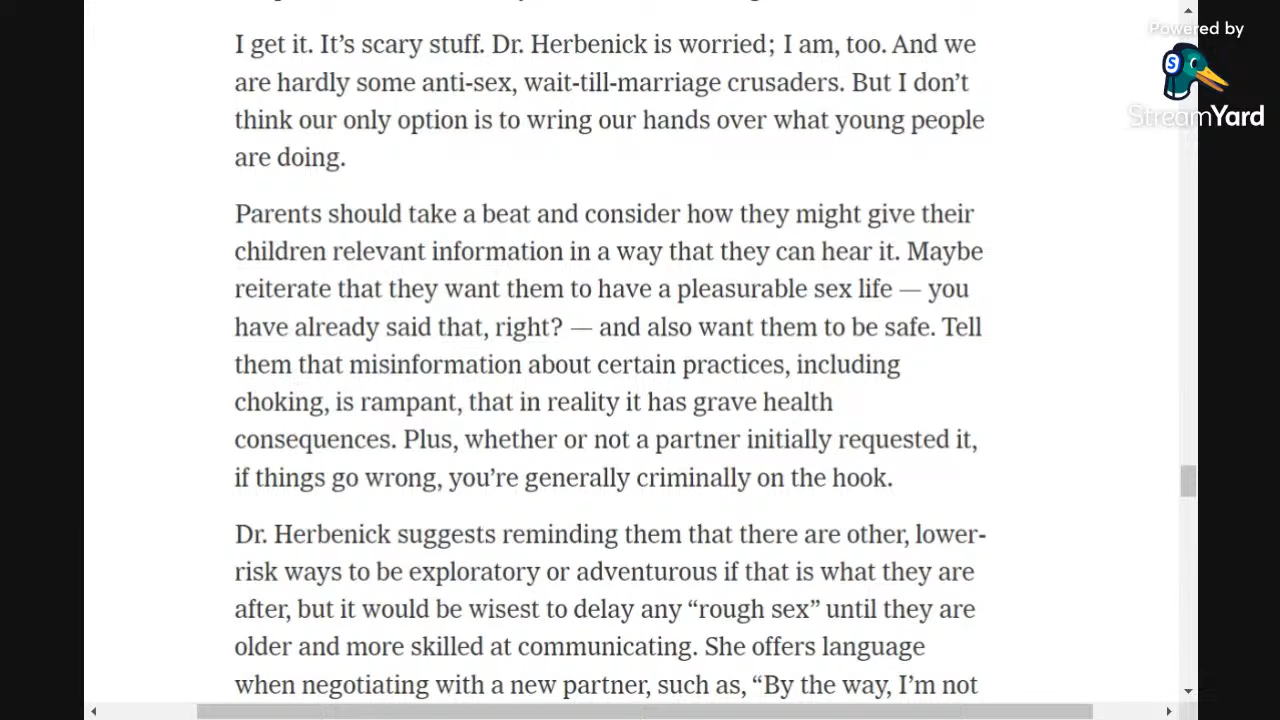 Powered by
StreamYard
I get it. It’s scary stuff. Dr. Herbenick is worried; I am, too. And we
are hardly some anti-sex, wait-till-marriage crusaders. But I don’t
think our only option is to wring our hands over what young people
are doing.
Parents should take a beat and consider how they might give their
children relevant information in a way that they can hear it. Maybe
reiterate that they want them to have a pleasurable sex life — you
have already said that, right? — and also want them to be safe. Tell
them that misinformation about certain practices, including
choking, is rampant, that in reality it has grave health
consequences. Plus, whether or not a partner initially requested it,
if things go wrong, you’re generally criminally on the hook.
Dr. Herbenick suggests reminding them that there are other, lower-
risk ways to be exploratory or adventurous if that is what they are
after, but it would be wisest to delay any “rough sex” until they are
older and more skilled at communicating. She offers language
when negotiating with a new partner, such as, “By the way, I’m not